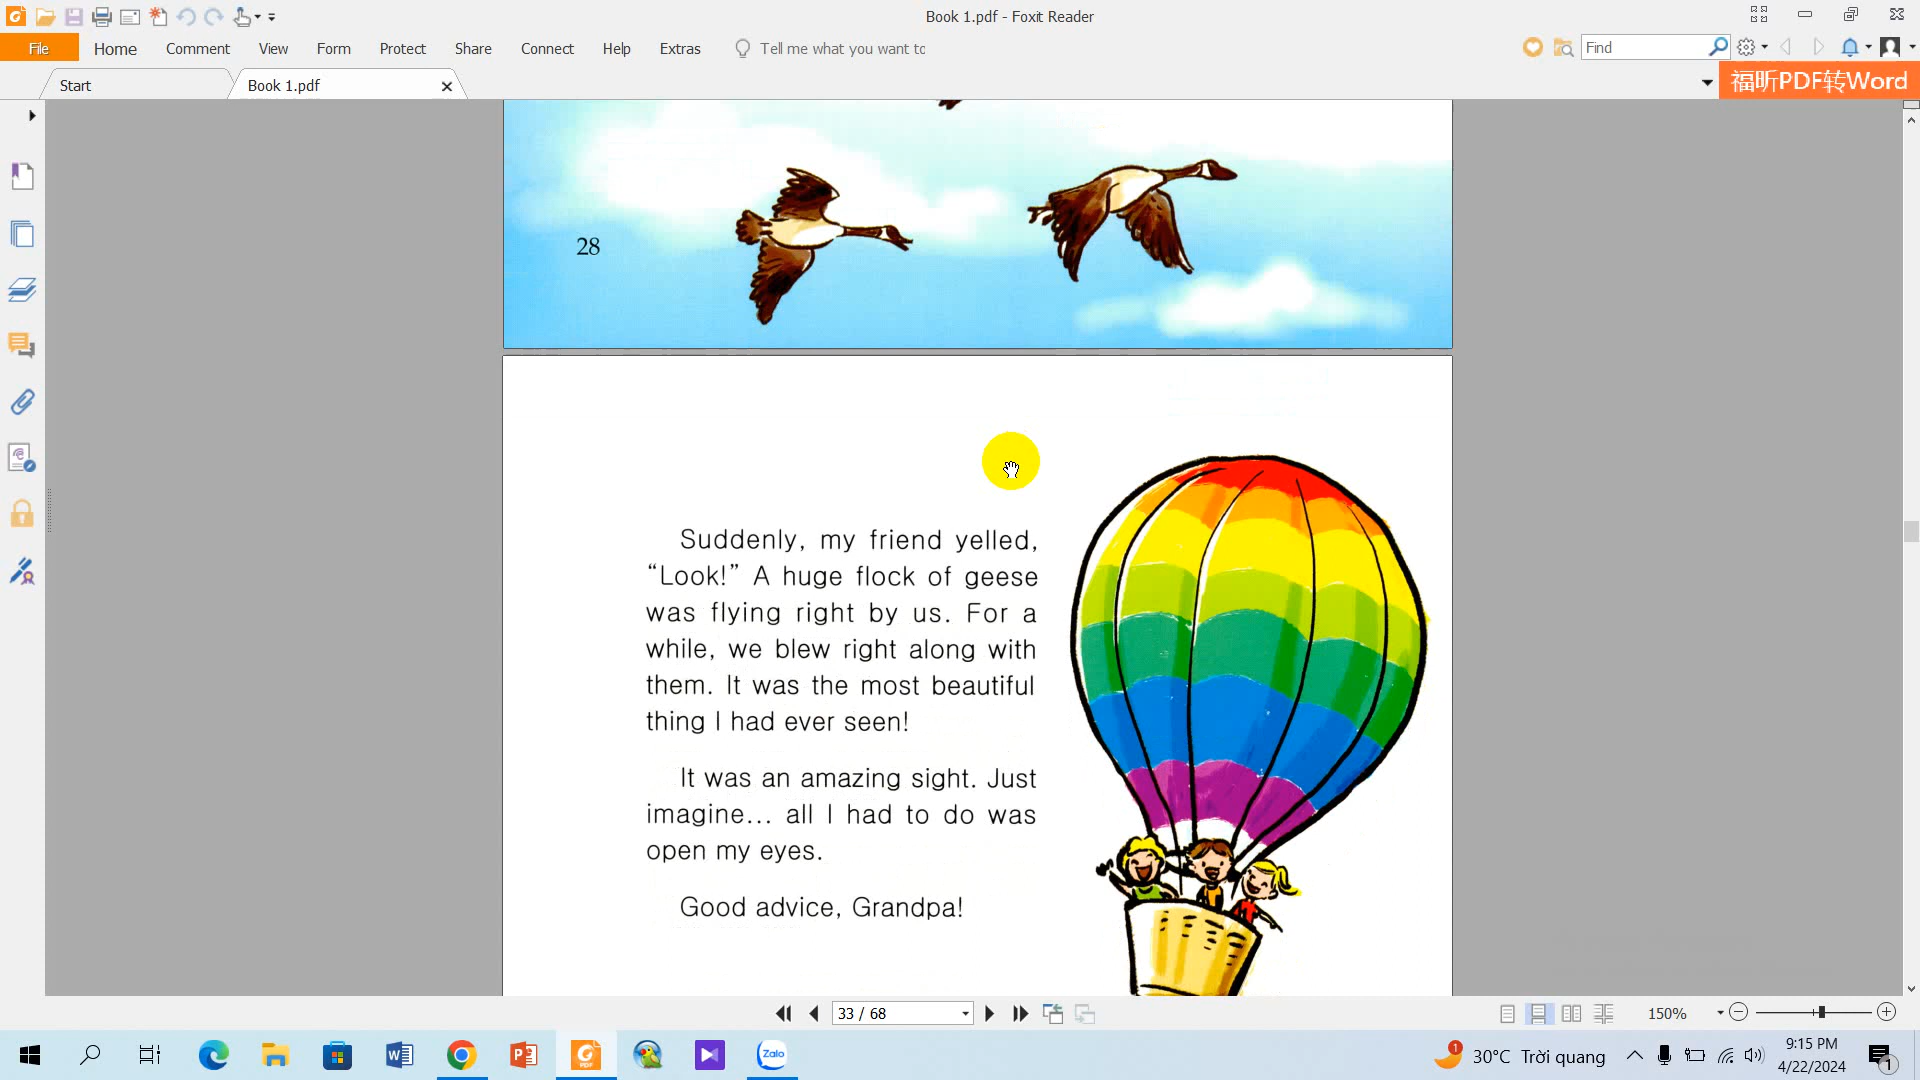 Book 1.pdf - Foxit Reader
File Home Comment View Form Protect Share Connect Help Extras Tell me what you want to Find
Start Book 1.pdf 福昕PDF转Word
28
Suddenly, my friend yelled,
“Look!” A huge flock of geese
was flying right by us. For a
while, we blew right along with
them. It was the most beautiful
thing I had ever seen!
It was an amazing sight. Just
imagine... all I had to do was
open my eyes.
Good advice, Grandpa!
33 / 68 150%
Zalo
PDF
1 30°C Trời quang 9:15 PM
4/22/2024 1